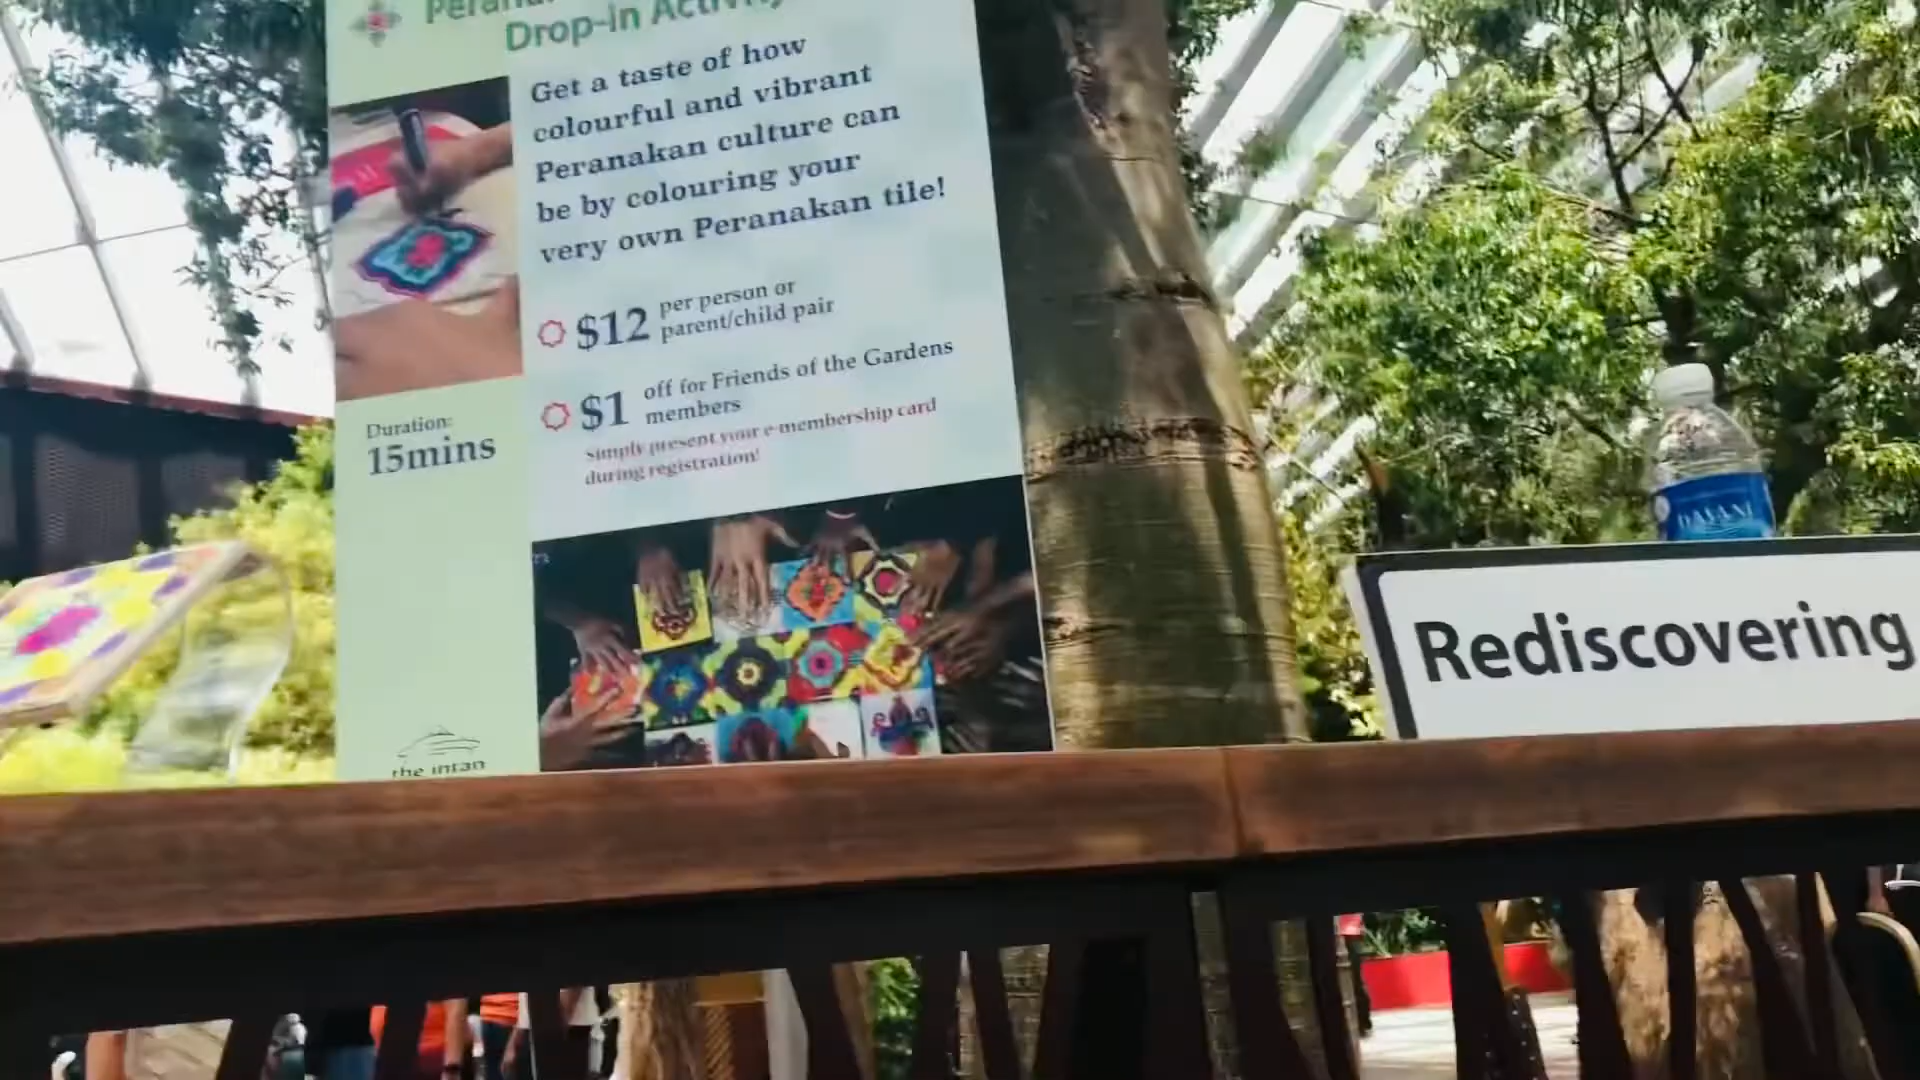 Drop-in Activity
Get a taste of how
colourful and vibrant
Peranakan culture can
be by colouring your
very own Peranakan tile!
$12 per person or
parent/child pair
$1 off for Friends of the Gardens
members
Simply present your e-membership card
during registration!
Duration:
15mins
the intan
DASANI
Rediscovering